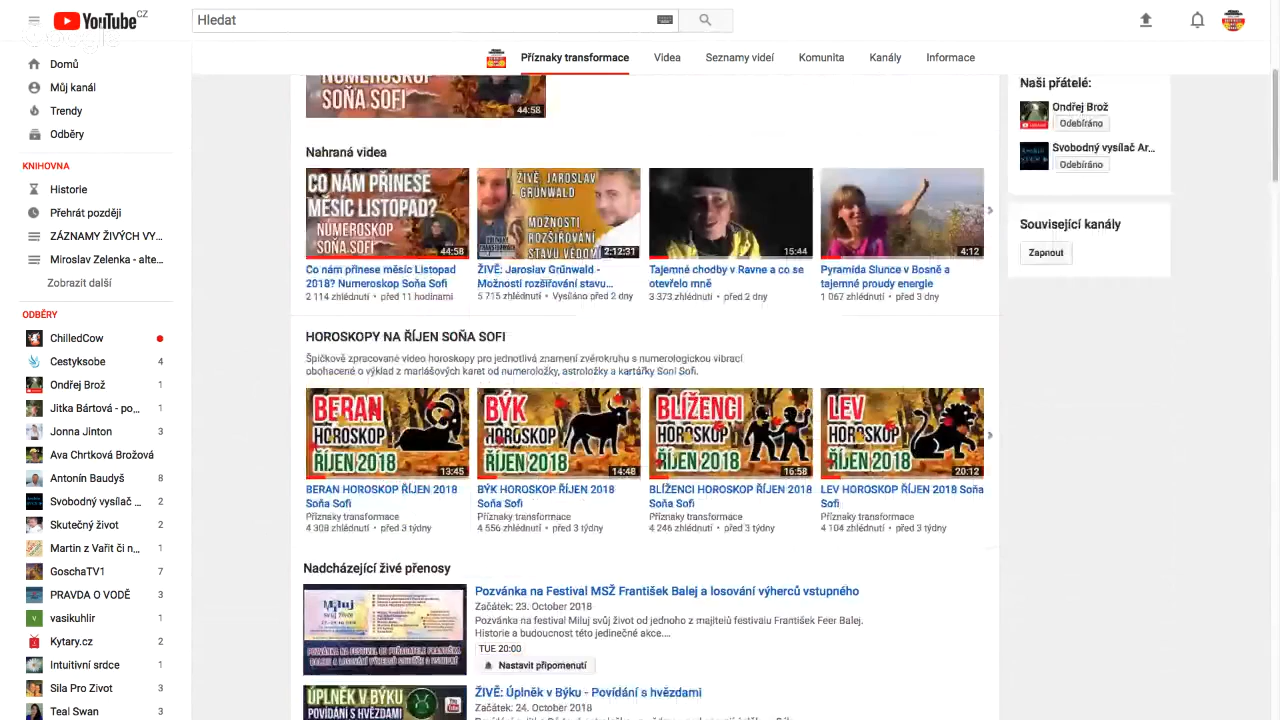 YouTube CZ
Hledat
Google
Domů
Můj kanál
Trendy
Odběry
KNIHOVNA
Historie
Přehrát později
ZÁZNAMY ŽIVÝCH VY...
Miroslav Zelenka - alte...
Zobrazit další
ODBĚRY
ChilledCow
Cestyksobe 4
Ondřej Brož 1
Jitka Bártová - po... 1
Jonna Jinton 3
Ava Chrtková Brožová
Antonín Baudyš 8
Svobodný vysílač ... 2
Skutečný život 2
Martin z Vařit či n... 1
GoschaTV1 7
PRAVDA O VODĚ 3
vasikuhlir 1
Kytary.cz 2
Intuitivní srdce 1
Sila Pro Zivot 3
Teal Swan 3
Příznaky transformace Videa Seznamy videí Komunita Kanály Informace
NUMEROSKOP
SOŇA SOFI
44:58
Nahraná videa
CO NÁM PŘINESE
MĚSÍC LISTOPAD?
NUMEROSKOP
SOŇA SOFI
44:58
Co nám přinese měsíc Listopad
2018? Numeroskop Soňa Sofi
2 114 zhlédnutí • před 11 hodinami
ŽIVĚ, JAROSLAV
GRÜNWALD
MOŽNOSTI
ROZŠIŘOVÁNÍ
STAVU VĚDOMÍ
2:12:31
ŽIVĚ: Jaroslav Grünwald -
Možnosti rozšiřování stavu...
5 715 zhlédnutí • Vysíláno před 2 dny
15:44
Tajemné chodby v Ravne a co se
otevřelo mně
3 373 zhlédnutí • před 2 dny
4:12
Pyramída Slunce v Bosně a
tajemné proudy energie
1 067 zhlédnutí • před 3 dny
HOROSKOPY NA ŘÍJEN SOŇA SOFI
Špičkově zpracované video horoskopy pro jednotlivá znamení zvěrokruhu s numerologickou vibrací
obohacené o výklad z mariášových karet od numeroložky, astroložky a kartářky Soni Sofi.
BERAN
HOROSKOP
ŘÍJEN 2018
13:45
BERAN HOROSKOP ŘÍJEN 2018
Soňa Sofi
Příznaky transformace
4 308 zhlédnutí • před 3 týdny
BÝK
HOROSKOP
ŘÍJEN 2018
14:48
BÝK HOROSKOP ŘÍJEN 2018
Soňa Sofi
Příznaky transformace
4 556 zhlédnutí • před 3 týdny
BLÍŽENCI
HOROSKOP
ŘÍJEN 2018
16:58
BLÍŽENCI HOROSKOP ŘÍJEN 2018
Soňa Sofi
Příznaky transformace
4 246 zhlédnutí • před 3 týdny
LEV
HOROSKOP
ŘÍJEN 2018
20:12
LEV HOROSKOP ŘÍJEN 2018 Soňa
Sofi
Příznaky transformace
4 104 zhlédnutí • před 3 týdny
Nadcházející živé přenosy
Miluj
svůj život
Pozvánka na Festival MSŽ František Balej a losování výherců vstupného
Začátek: 23. October 2018
Pozvánka na festival Miluj svůj život od jednoho z majitelů festivalu František Feer Balej.
Historie a budoucnost této jedinečné akce...
TUE 20:00
Nastavit připomenutí
ÚPLNĚK V BÝKU
POVÍDÁNÍ S HVĚZDAMI
ŽIVĚ: Úplněk v Býku - Povídání s hvězdami
Začátek: 24. October 2018
Naši přátelé:
Ondřej Brož
Odebíráno
Svobodný vysílač Ar...
Odebíráno
Související kanály
Zapnout